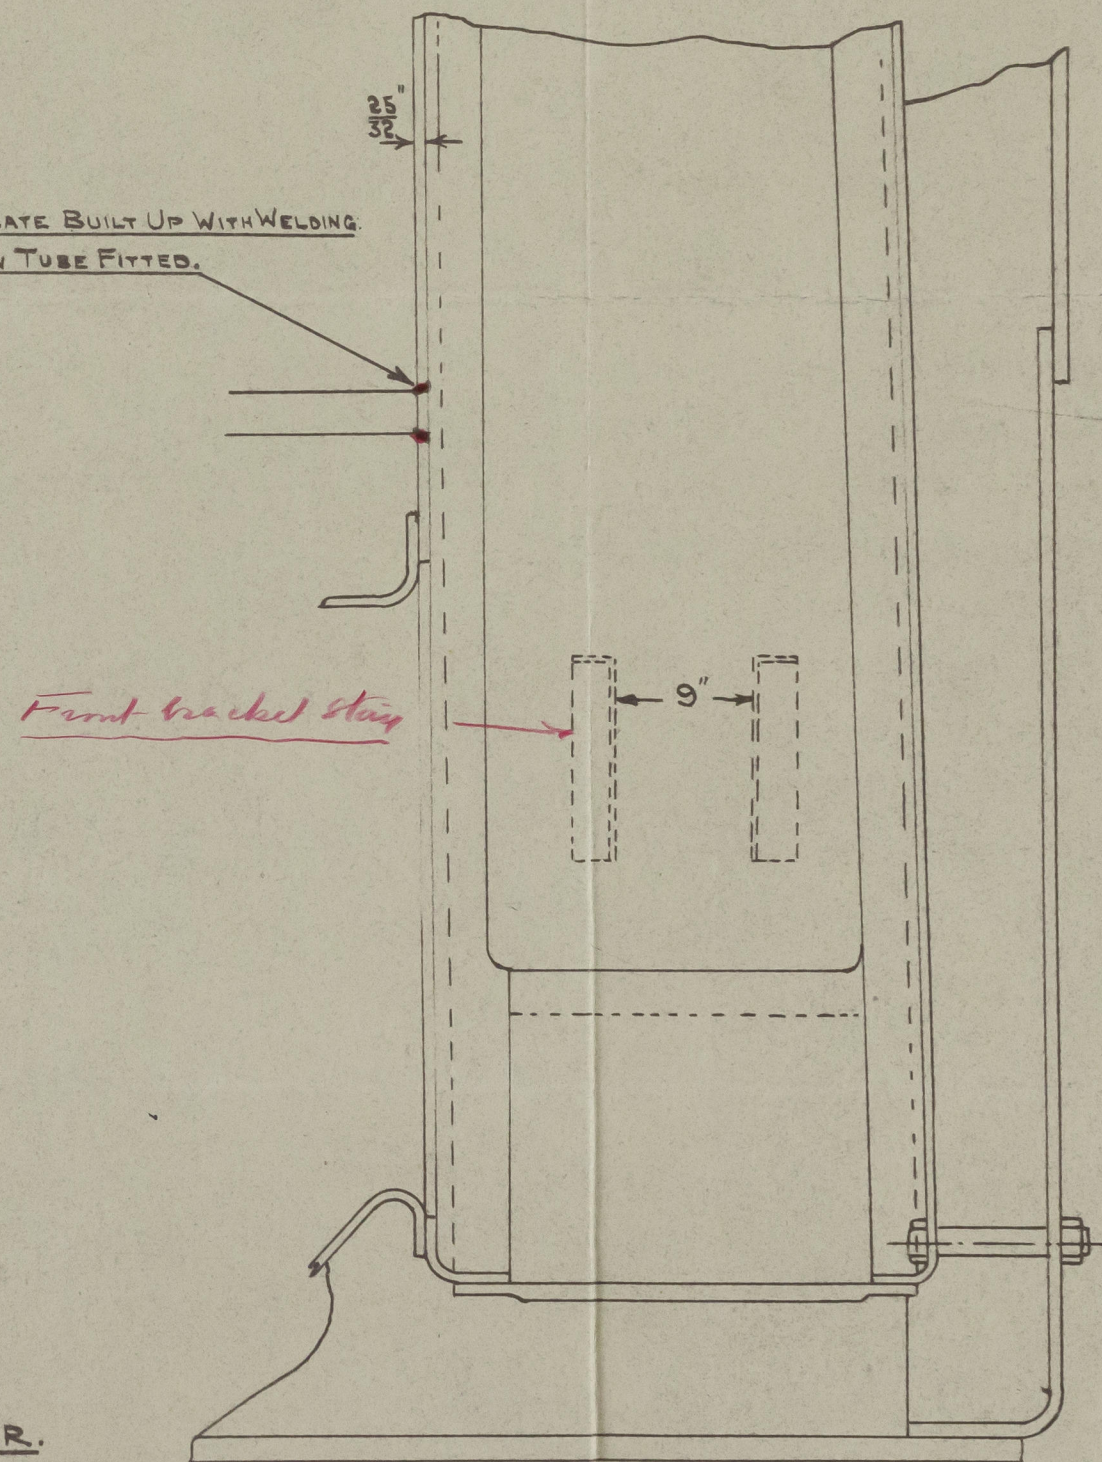 25"
32
ATE BUILT UP WITH WELDING.
TUBE FITTED.
Front bracket stay
9"
R.